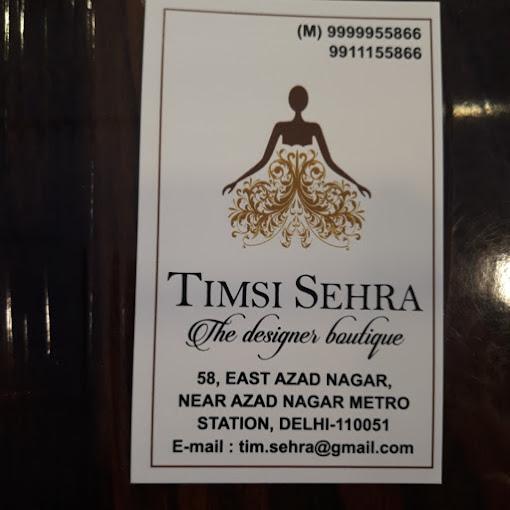 (M) 9999955866
9911155866
TIMSI SEHRA
The designer boutique
58, EAST AZAD NAGAR,
NEAR AZAD NAGAR METRO
STATION, DELHI-110051
E-mail : tim.sehra@gmail.com